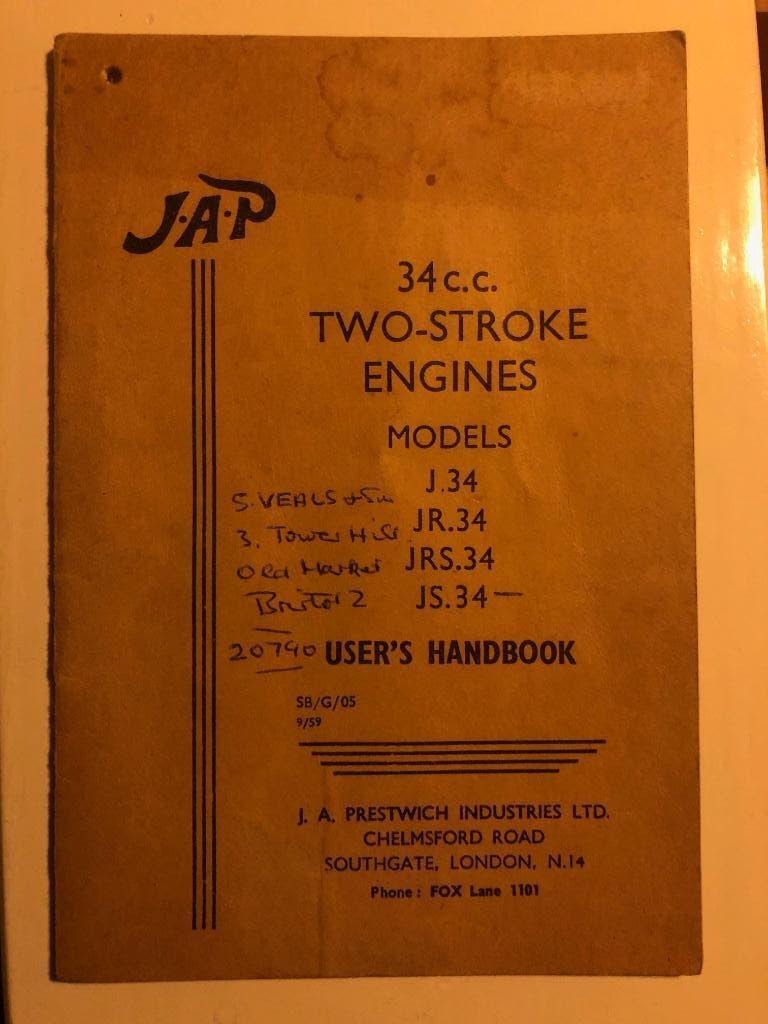 J.A.P
34 c.c.
TWO-STROKE
ENGINES
MODELS
J.34
JR.34
JRS.34
JS.34 —
S. VEALS & Son
3, Tower Hill
Old Market
Bristol 2
20790
USER'S HANDBOOK
SB/G/05
9/59
J. A. PRESTWICH INDUSTRIES LTD.
CHELMSFORD ROAD
SOUTHGATE, LONDON, N.14
Phone : FOX Lane 1101